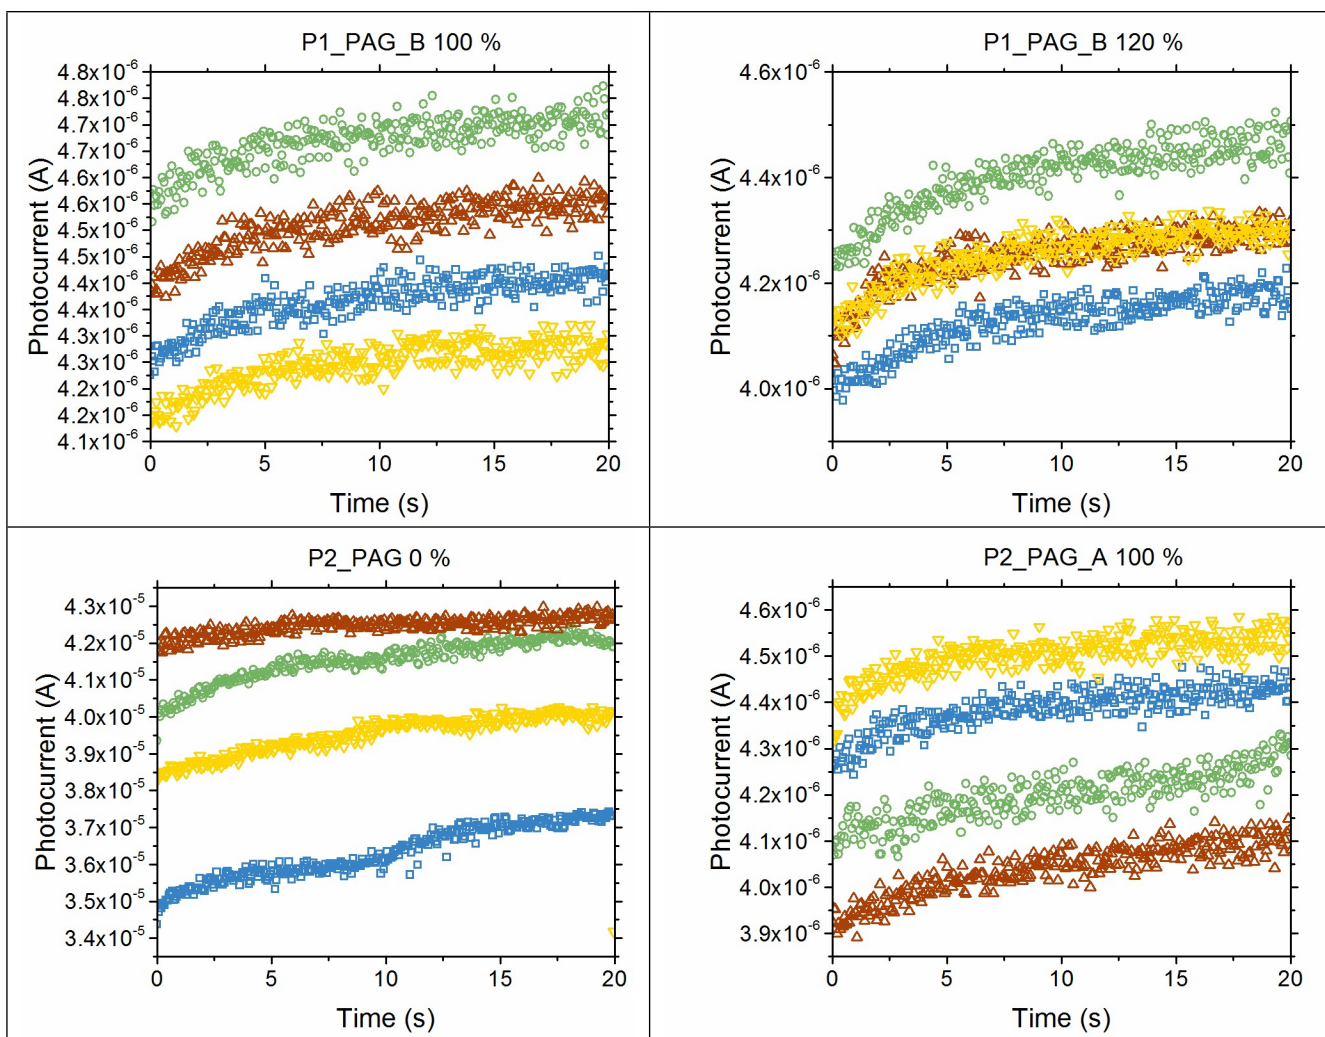 P1_PAG_B 100 %
4.8x10⁻⁶
4.8x10⁻⁶
4.7x10⁻⁶
4.7x10⁻⁶
4.6x10⁻⁶
4.6x10⁻⁶
4.5x10⁻⁶
4.5x10⁻⁶
4.4x10⁻⁶
4.4x10⁻⁶
4.3x10⁻⁶
4.3x10⁻⁶
4.2x10⁻⁶
4.2x10⁻⁶
4.1x10⁻⁶
Photocurrent (A)
0 5 10 15 20
Time (s)
P1_PAG_B 120 %
4.6x10⁻⁶
4.4x10⁻⁶
4.2x10⁻⁶
4.0x10⁻⁶
Photocurrent (A)
0 5 10 15 20
Time (s)
P2_PAG 0 %
4.3x10⁻⁵
4.2x10⁻⁵
4.1x10⁻⁵
4.0x10⁻⁵
3.9x10⁻⁵
3.8x10⁻⁵
3.7x10⁻⁵
3.6x10⁻⁵
3.5x10⁻⁵
3.4x10⁻⁵
Photocurrent (A)
0 5 10 15 20
Time (s)
P2_PAG_A 100 %
4.6x10⁻⁶
4.5x10⁻⁶
4.4x10⁻⁶
4.3x10⁻⁶
4.2x10⁻⁶
4.1x10⁻⁶
4.0x10⁻⁶
3.9x10⁻⁶
Photocurrent (A)
0 5 10 15 20
Time (s)